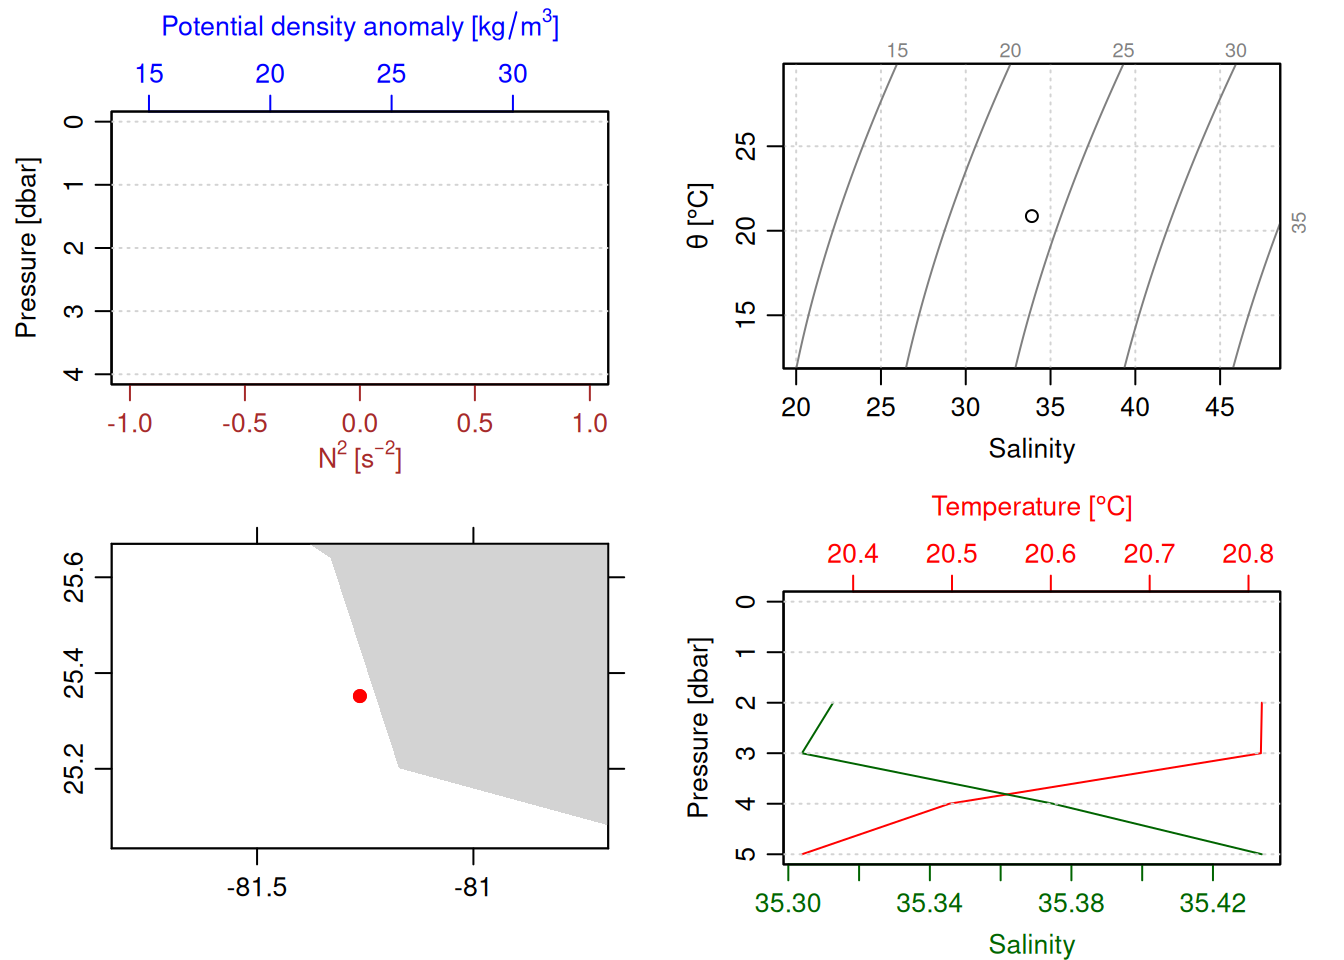 Potential density anomaly [kg/m³]
15 20 25 30
0
1
2
3
4
Pressure [dbar]
-1.0 -0.5 0.0 0.5 1.0
N² [s⁻²]
15 20 25 30
35
25
20
15
θ [°C]
20 25 30 35 40 45
Salinity
25.6
25.4
25.2
-81.5 -81
Temperature [°C]
20.4 20.5 20.6 20.7 20.8
0
1
2
3
4
5
Pressure [dbar]
35.30 35.34 35.38 35.42
Salinity